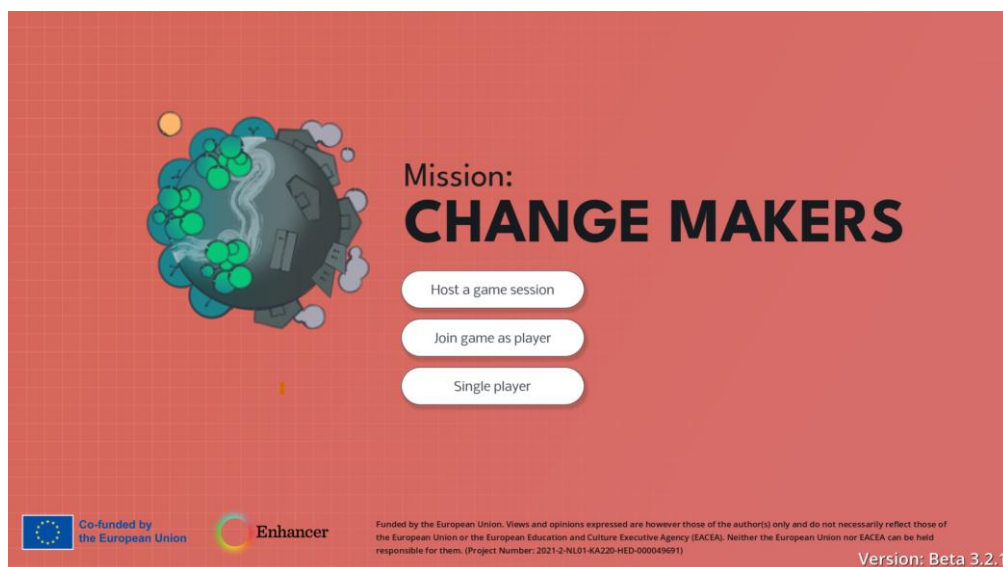 Mission:
CHANGE MAKERS
Host a game session
Join game as player
Single player
Co-funded by
the European Union
Enhancer
Funded by the European Union. Views and opinions expressed are however those of the author(s) only and do not necessarily reflect those of
the European Union or the European Education and Culture Executive Agency (EACEA). Neither the European Union nor EACEA can be held
responsible for them. (Project Number: 2021-2-NL01-KA220-HED-000049691)
Version: Beta 3.2.1